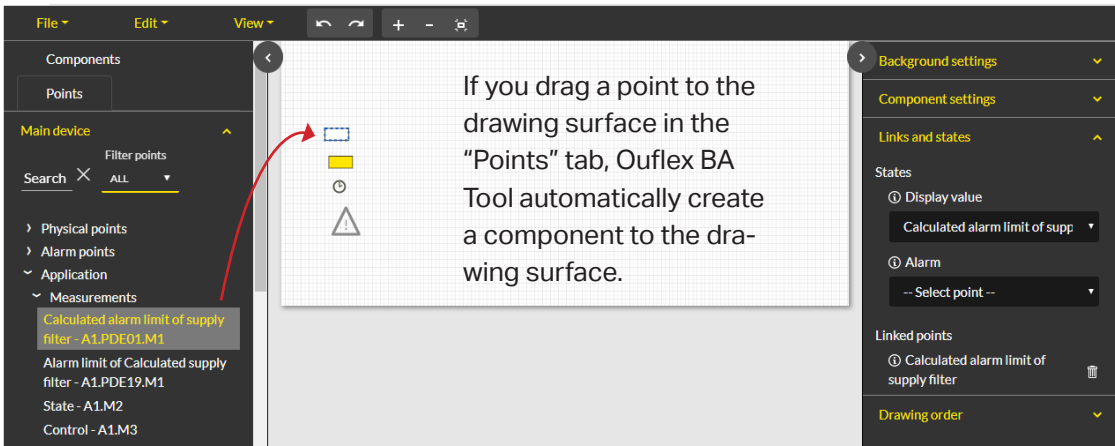 File
Edit
View
Components
Points
Main device
Filter points
Search
ALL
Physical points
Alarm points
Application
Measurements
Calculated alarm limit of supply
filter - A1.PDE01.M1
Alarm limit of Calculated supply
filter - A1.PDE19.M1
State - A1.M2
Control - A1.M3
If you drag a point to the
drawing surface in the
“Points” tab, Ouflex BA
Tool automatically create
a component to the dra-
wing surface.
Background settings
Component settings
Links and states
States
Display value
Calculated alarm limit of supp
Alarm
-- Select point --
Linked points
Calculated alarm limit of
supply filter
Drawing order